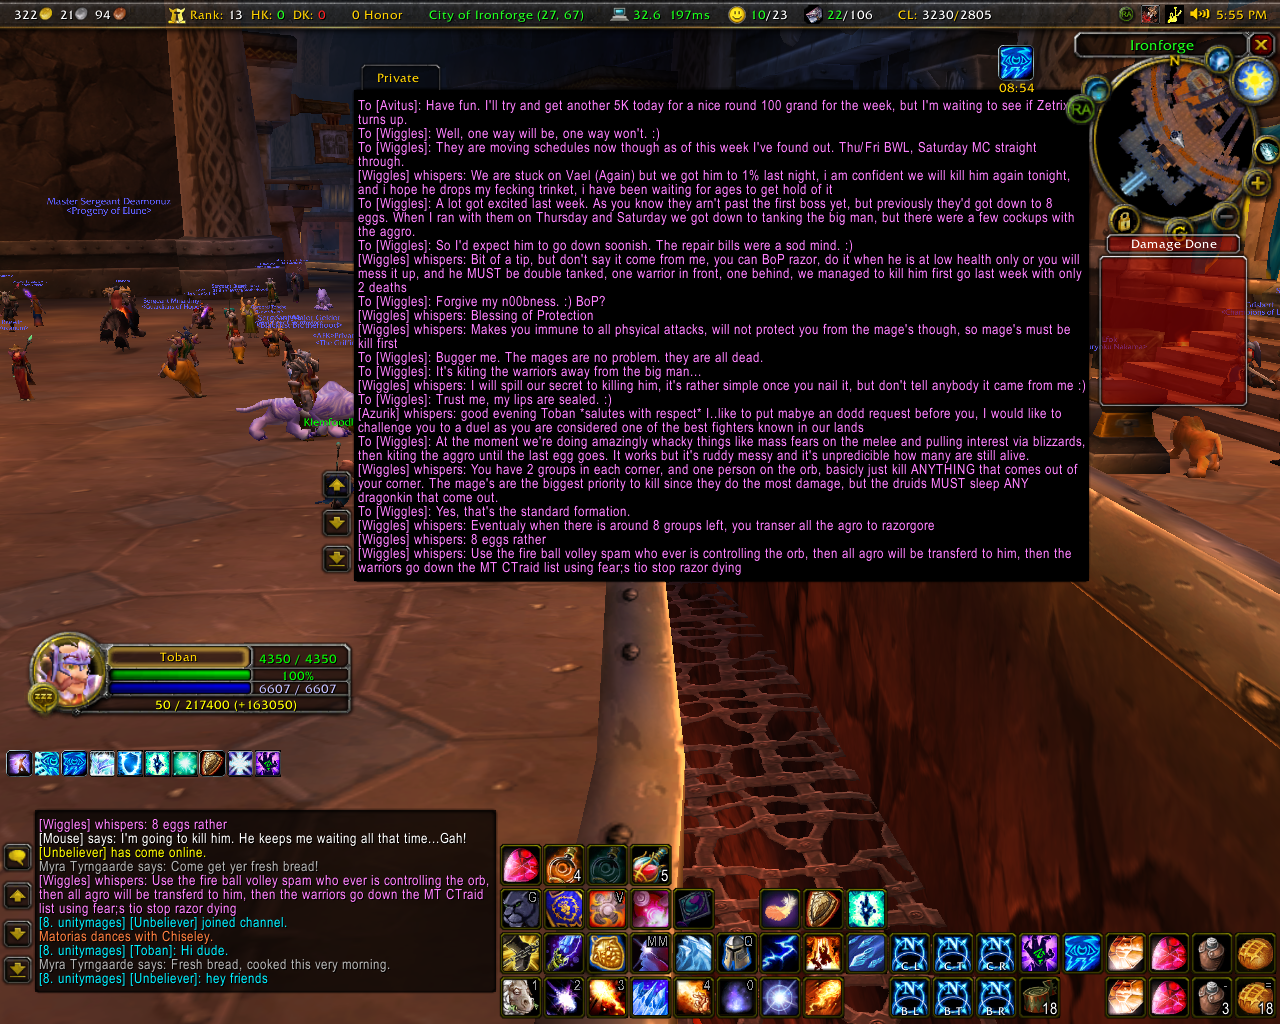 322 21 94 Rank: 13 HK: 0 DK: 0 0 Honor City of Ironforge (27, 67) 32.6 197ms 10/23 22/106 CL: 3230/2805 RA 5:55 PM
Ironforge
N
08:54
RA
Private
To [Avitus]: Have fun. I'll try and get another 5K today for a nice round 100 grand for the week, but I'm waiting to see if Zetrix
turns up.
To [Wiggles]: Well, one way will be, one way won't. :)
To [Wiggles]: They are moving schedules now though as of this week I've found out. Thu/Fri BWL, Saturday MC straight
through.
[Wiggles] whispers: We are stuck on Vael (Again) but we got him to 1% last night, i am confident we will kill him again tonight,
and i hope he drops my fecking trinket, i have been waiting for ages to get hold of it
To [Wiggles]: A lot got excited last week. As you know they arn't past the first boss yet, but previously they'd got down to 8
eggs. When I ran with them on Thursday and Saturday we got down to tanking the big man, but there were a few cockups with
the aggro.
To [Wiggles]: So I'd expect him to go down soonish. The repair bills were a sod mind. :)
[Wiggles] whispers: Bit of a tip, but don't say it come from me, you can BoP razor, do it when he is at low health only or you will
mess it up, and he MUST be double tanked, one warrior in front, one behind, we managed to kill him first go last week with only
2 deaths
To [Wiggles]: Forgive my n00bness. :) BoP?
[Wiggles] whispers: Blessing of Protection
[Wiggles] whispers: Makes you immune to all phsyical attacks, will not protect you from the mage's though, so mage's must be
kill first
To [Wiggles]: Bugger me. The mages are no problem. they are all dead.
To [Wiggles]: It's kiting the warriors away from the big man...
[Wiggles] whispers: I will spill our secret to killing him, it's rather simple once you nail it, but don't tell anybody it came from me :)
To [Wiggles]: Trust me, my lips are sealed. :)
[Azurik] whispers: good evening Toban *salutes with respect* I..like to put mabye an dodd request before you, I would like to
challenge you to a duel as you are considered one of the best fighters known in our lands
To [Wiggles]: At the moment we're doing amazingly whacky things like mass fears on the melee and pulling interest via blizzards,
then kiting the aggro until the last egg goes. It works but it's ruddy messy and it's unpredicible how many are still alive.
[Wiggles] whispers: You have 2 groups in each corner, and one person on the orb, basicly just kill ANYTHING that comes out of
your corner. The mage's are the biggest priority to kill since they do the most damage, but the druids MUST sleep ANY
dragonkin that come out.
To [Wiggles]: Yes, that's the standard formation.
[Wiggles] whispers: Eventualy when there is around 8 groups left, you transer all the agro to razorgore
[Wiggles] whispers: 8 eggs rather
[Wiggles] whispers: Use the fire ball volley spam who ever is controlling the orb, then all agro will be transferd to him, then the
warriors go down the MT CTraid list using fear;s tio stop razor dying
Master Sergeant Deamonuz
<Progeny of Elune>
Damage Done
Toban
4350 / 4350
100%
6607 / 6607
50 / 217400 (+163050)
zzz
[Wiggles] whispers: 8 eggs rather
[Mouse] says: I'm going to kill him. He keeps me waiting all that time...Gah!
[Unbeliever] has come online.
Myra Tyrngaarde says: Come get yer fresh bread!
[Wiggles] whispers: Use the fire ball volley spam who ever is controlling the orb,
then all agro will be transferd to him, then the warriors go down the MT CTraid
list using fear;s tio stop razor dying
[8. unitymages] [Unbeliever] joined channel.
Matorias dances with Chiseley.
[8. unitymages] [Toban]: Hi dude.
Myra Tyrngaarde says: Fresh bread, cooked this very morning.
[8. unitymages] [Unbeliever]: hey friends
4 5
G V
MM Q C-L C-T C-R
1 2 3 4 0 B-L B-T B-R 18 - 3 = 18